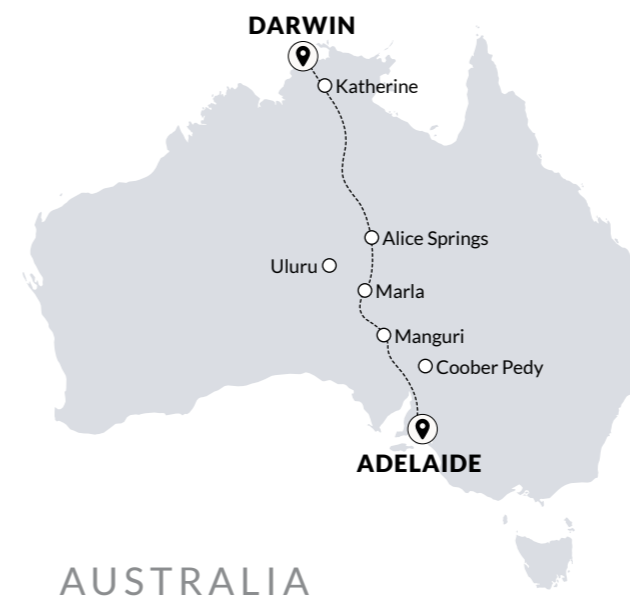 DARWIN
Katherine
Alice Springs
Uluru
Marla
Manguri
Coober Pedy
ADELAIDE
AUSTRALIA